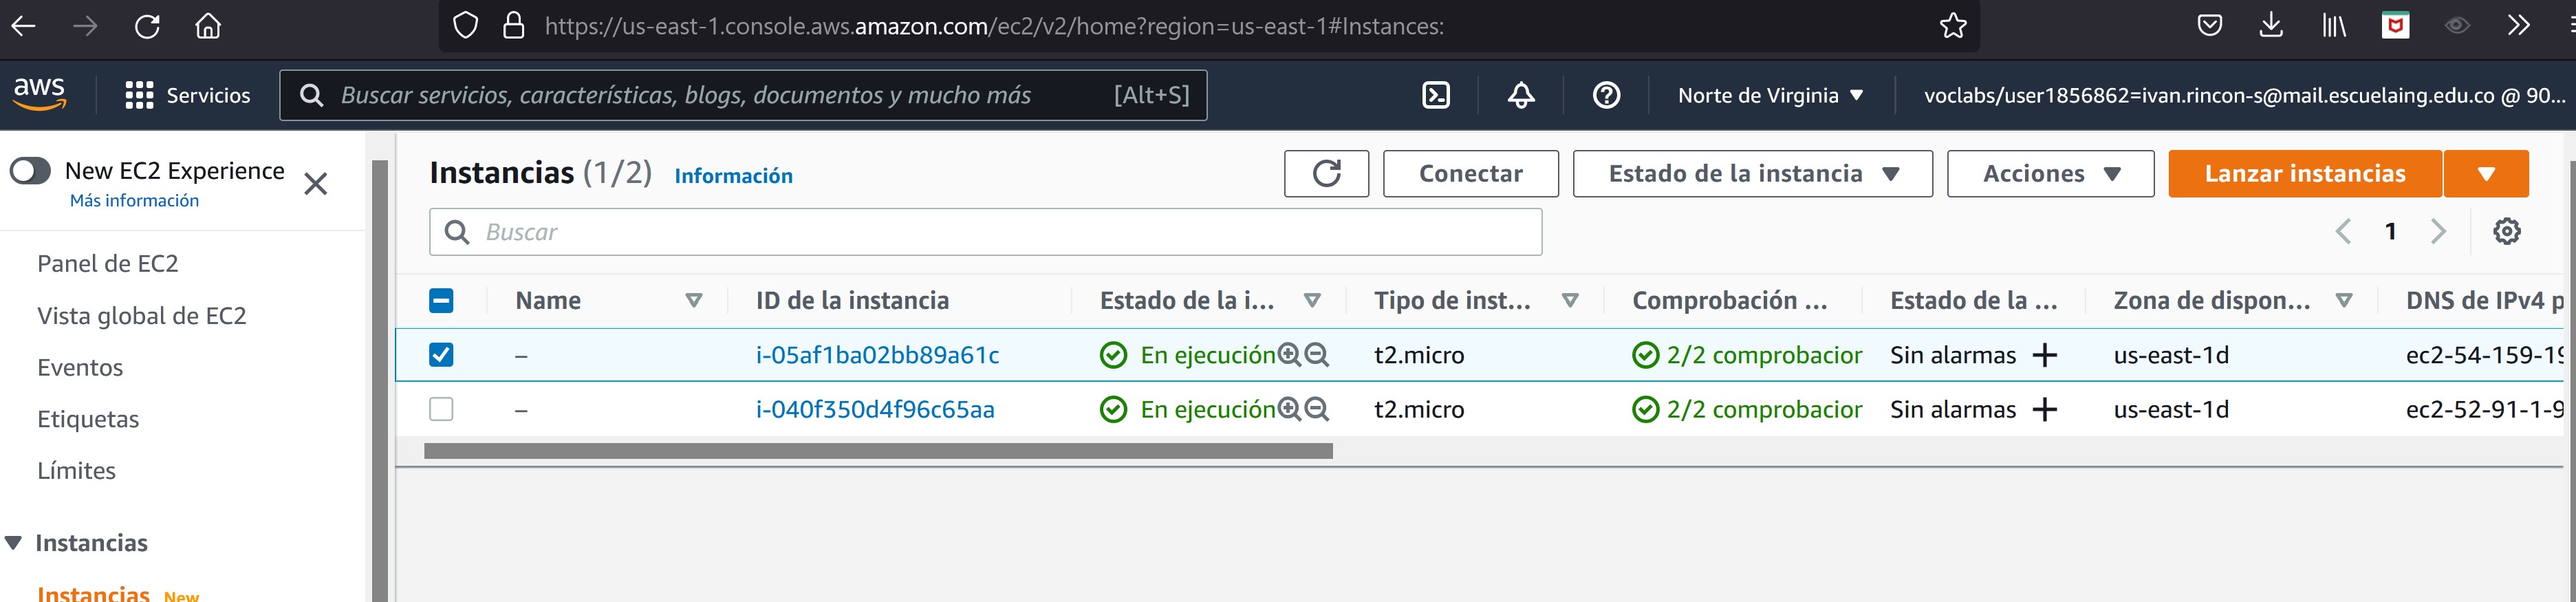 https://us-east-1.console.aws.amazon.com/ec2/v2/home?region=us-east-1#Instances:
aws Servicios Buscar servicios, características, blogs, documentos y mucho más [Alt+S] Norte de Virginia voclabs/user1856862=ivan.rincon-s@mail.escuelaing.edu.co @ 90...
New EC2 Experience
Más información
Panel de EC2
Vista global de EC2
Eventos
Etiquetas
Límites
Instancias
Instancias New
Instancias (1/2) Información Conectar Estado de la instancia Acciones Lanzar instancias
Buscar 1
Name ID de la instancia Estado de la i... Tipo de inst... Comprobación ... Estado de la ... Zona de dispon... DNS de IPv4 p
– i-05af1ba02bb89a61c En ejecución t2.micro 2/2 comprobacior Sin alarmas + us-east-1d ec2-54-159-19
– i-040f350d4f96c65aa En ejecución t2.micro 2/2 comprobacior Sin alarmas + us-east-1d ec2-52-91-1-9